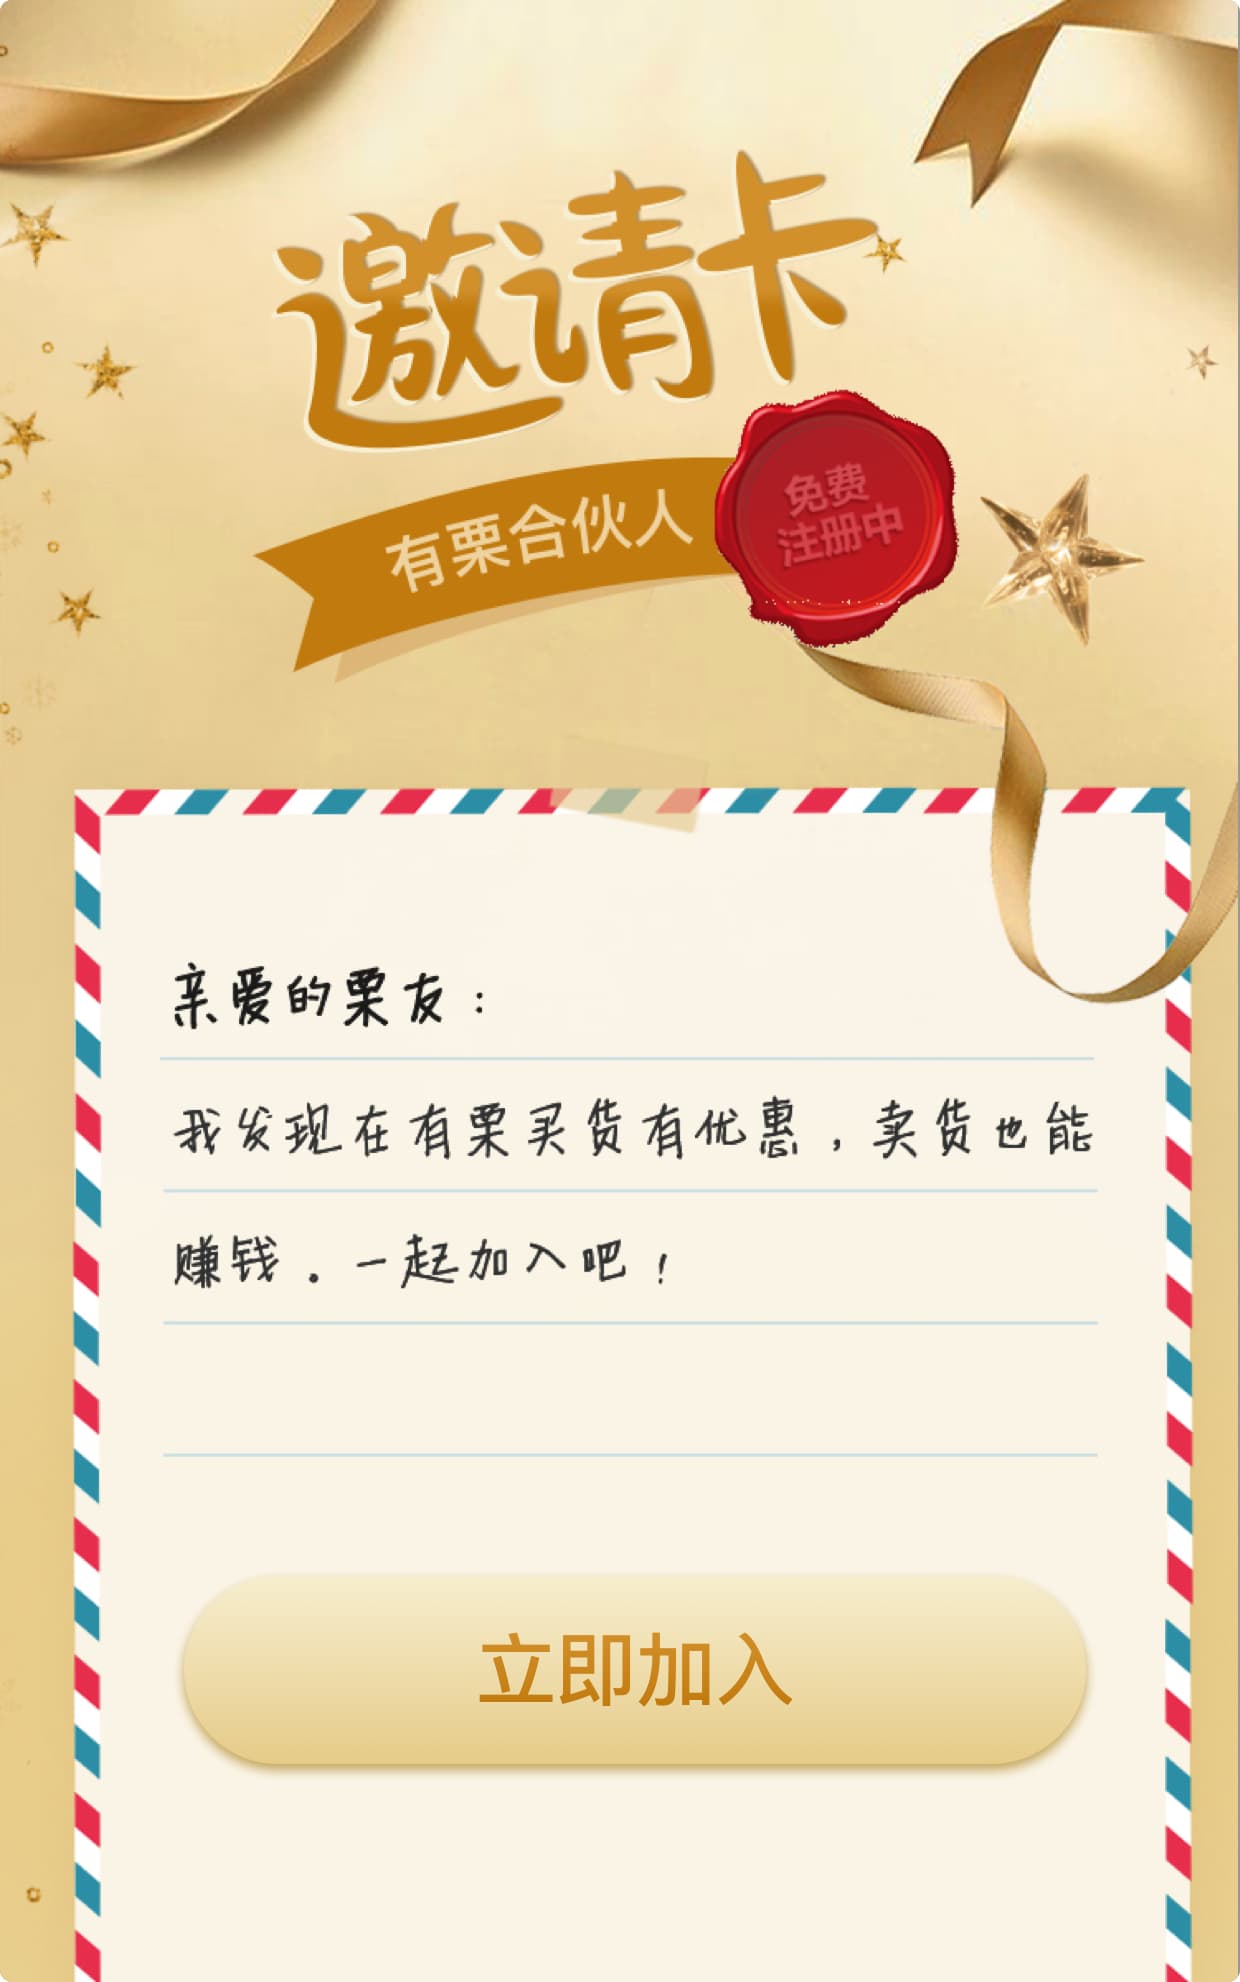 邀请卡
有栗合伙人
免费
注册中
亲爱的栗友：
我发现在有栗买货有优惠，卖货也能
赚钱。一起加入吧！
立即加入